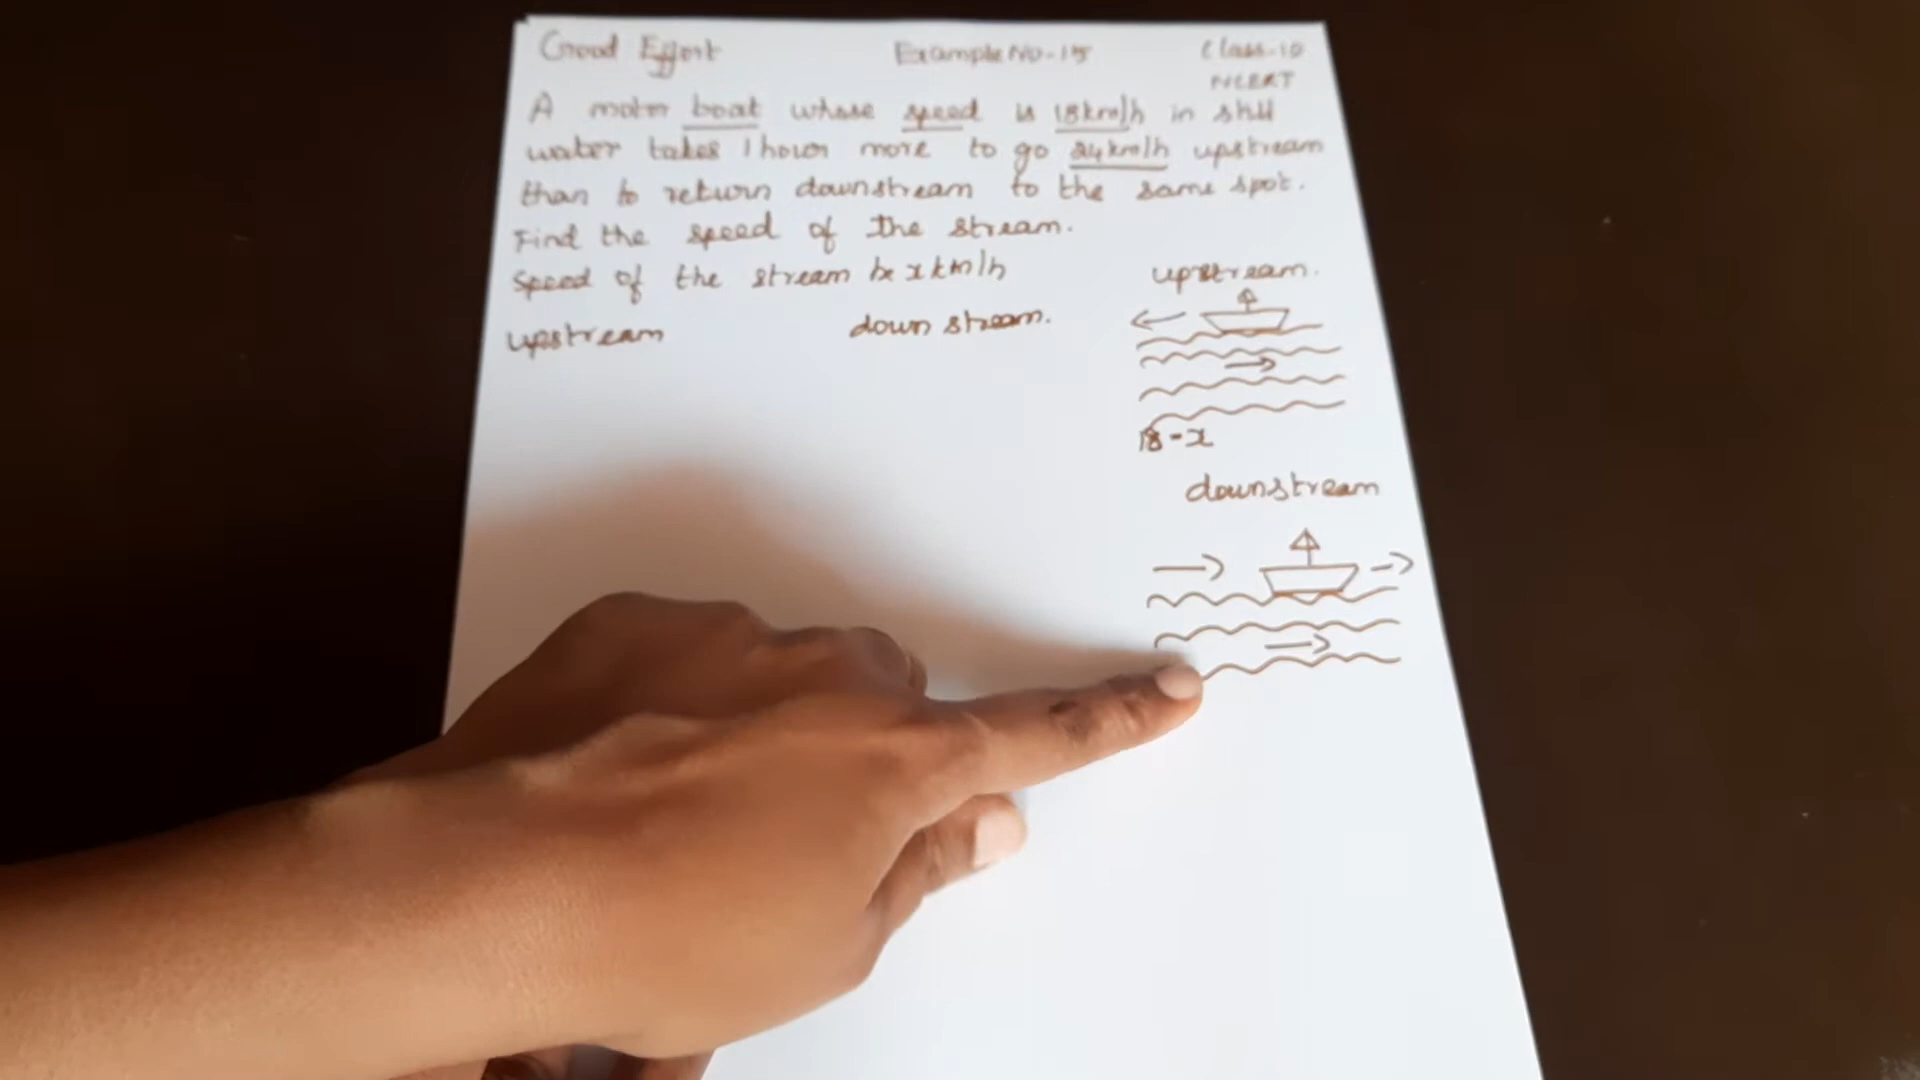 Good Effort Example No-15 Class-10
NCERT
A motor boat whose speed is 18km/h in still
water takes 1 hour more to go 24km/h upstream
than to return downstream to the same spot.
Find the speed of the stream.
Speed of the stream be x km/h
upstream down stream.
upstream.
18-x
downstream